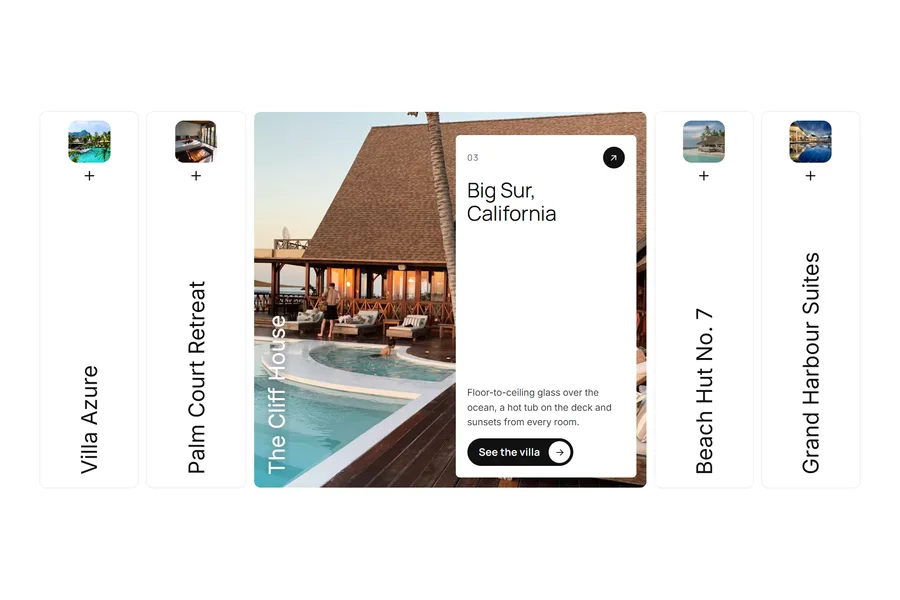 Villa Azure
Palm Court Retreat
The Cliff House
03
Big Sur,
California
Floor-to-ceiling glass over the
ocean, a hot tub on the deck and
sunsets from every room.
See the villa
Beach Hut No. 7
Grand Harbour Suites